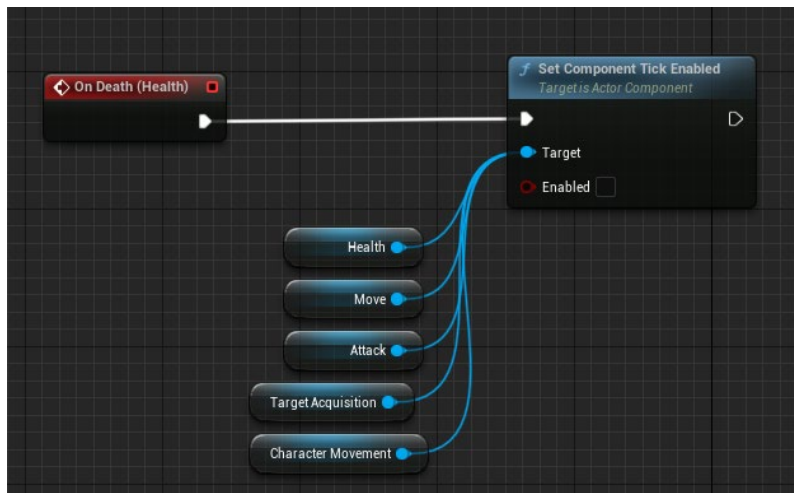 On Death (Health)
f Set Component Tick Enabled
Target is Actor Component
Target
Enabled
Health
Move
Attack
Target Acquisition
Character Movement